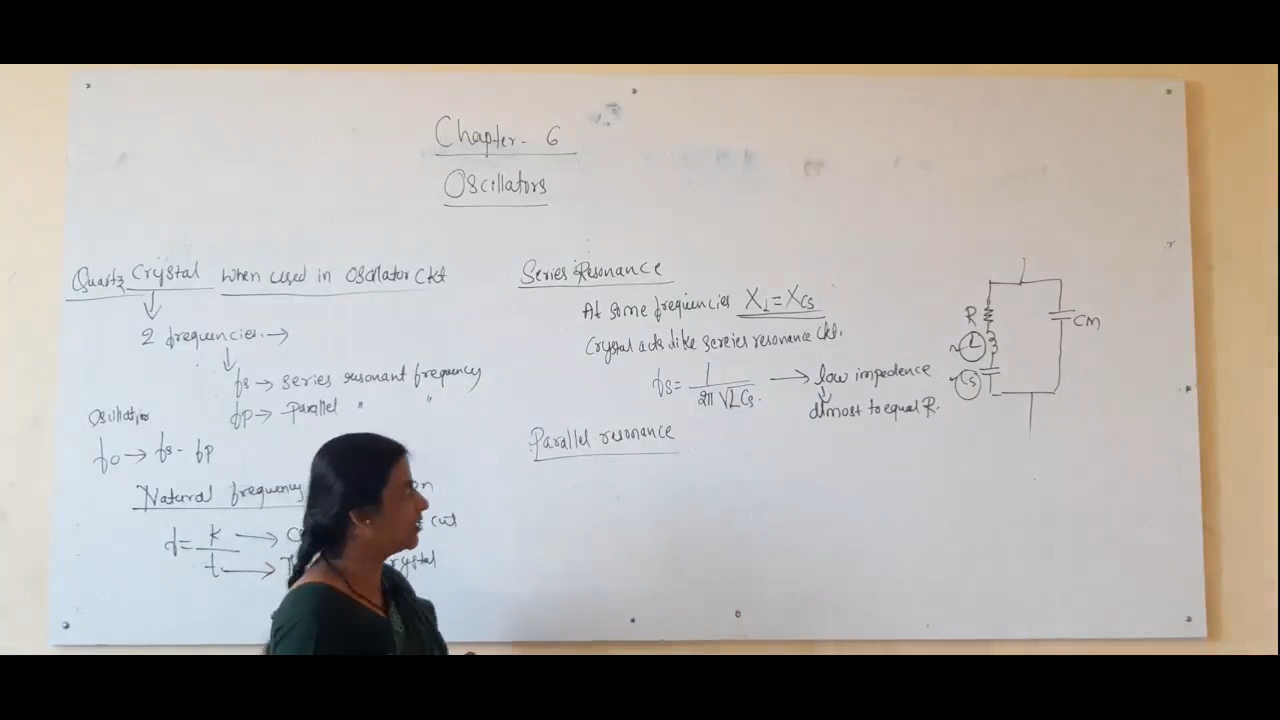 Chapter - 6
Oscillators
Quartz Crystal when used in oscillator Ckt
2 frequencies. →
fs → series resonant frequency
fp → Parallel " "
fo → fs - fp
Natural frequency
f = K/t
cut
Series Resonance
At some frequencies XL = XCs
Crystal acts like sereies resonance Ckt.
fs = 1/2π√LCs. → low impedence
almost to equal R.
Parallel resonance
R
L
Cs
CM